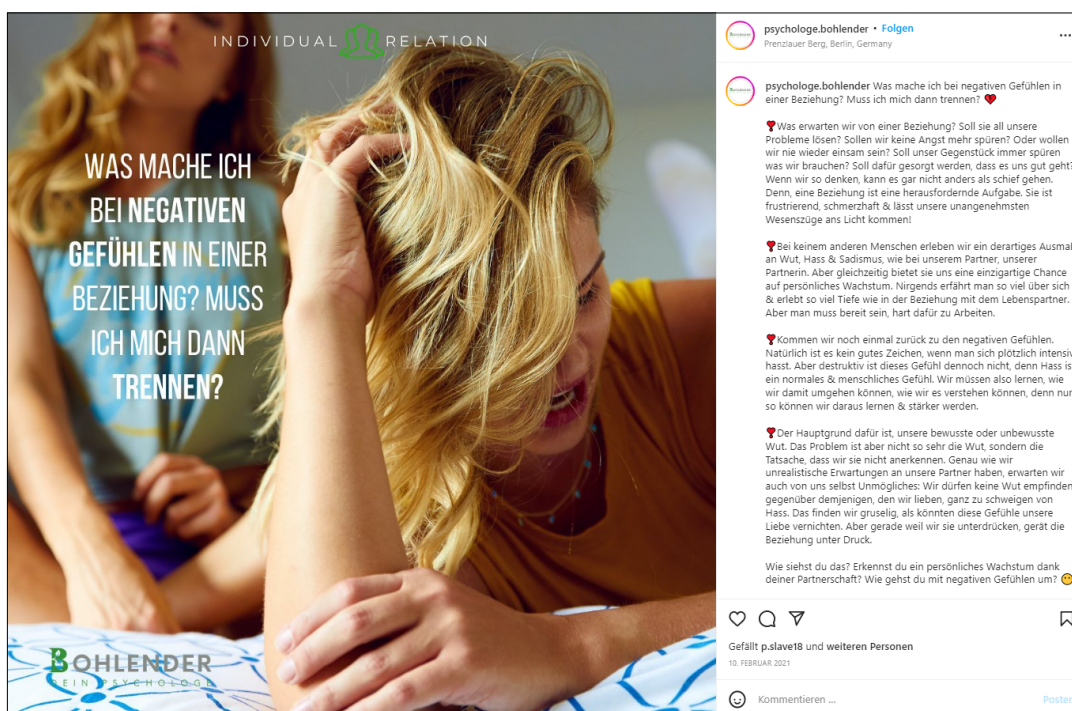 INDIVIDUAL RELATION
WAS MACHE ICH
BEI NEGATIVEN
GEFÜHLEN IN EINER
BEZIEHUNG? MUSS
ICH MICH DANN
TRENNEN?
BOHLENDER
DEIN PSYCHOLOGE
psychologe.bohlender • Folgen
Prenzlauer Berg, Berlin, Germany
psychologe.bohlender Was mache ich bei negativen Gefühlen in
einer Beziehung? Muss ich mich dann trennen? 💔
❣Was erwarten wir von einer Beziehung? Soll sie all unsere
Probleme lösen? Sollen wir keine Angst mehr spüren? Oder wollen
wir nie wieder einsam sein? Soll unser Gegenstück immer spüren
was wir brauchen? Soll dafür gesorgt werden, dass es uns gut geht?
Wenn wir so denken, kann es gar nicht anders als schief gehen.
Denn, eine Beziehung ist eine herausfordernde Aufgabe. Sie ist
frustrierend, schmerzhaft & lässt unsere unangenehmsten
Wesenszüge ans Licht kommen!
❣Bei keinem anderen Menschen erleben wir ein derartiges Ausmaß
an Wut, Hass & Sadismus, wie bei unserem Partner, unserer
Partnerin. Aber gleichzeitig bietet sie uns eine einzigartige Chance
auf persönliches Wachstum. Nirgends erfährt man so viel über sich
& erlebt so viel Tiefe wie in der Beziehung mit dem Lebenspartner.
Aber man muss bereit sein, hart dafür zu Arbeiten.
❣Kommen wir noch einmal zurück zu den negativen Gefühlen.
Natürlich ist es kein gutes Zeichen, wenn man sich plötzlich intensiv
hasst. Aber destruktiv ist dieses Gefühl dennoch nicht, denn Hass is
ein normales & menschliches Gefühl. Wir müssen also lernen, wie
wir damit umgehen können, wie wir es verstehen können, denn nur
so können wir daraus lernen & stärker werden.
❣Der Hauptgrund dafür ist, unsere bewusste oder unbewusste
Wut. Das Problem ist aber nicht so sehr die Wut, sondern die
Tatsache, dass wir sie nicht anerkennen. Genau wie wir
unrealistische Erwartungen an unsere Partner haben, erwarten wir
auch von uns selbst Unmögliches: Wir dürfen keine Wut empfinden
gegenüber demjenigen, den wir lieben, ganz zu schweigen von
Hass. Das finden wir gruselig, als könnten diese Gefühle unsere
Liebe vernichten. Aber gerade weil wir sie unterdrücken, gerät die
Beziehung unter Druck.
Wie siehst du das? Erkennst du ein persönliches Wachstum dank
deiner Partnerschaft? Wie gehst du mit negativen Gefühlen um? 😶
Gefällt p.slave18 und weiteren Personen
10. FEBRUAR 2021
Kommentieren ...
Posten